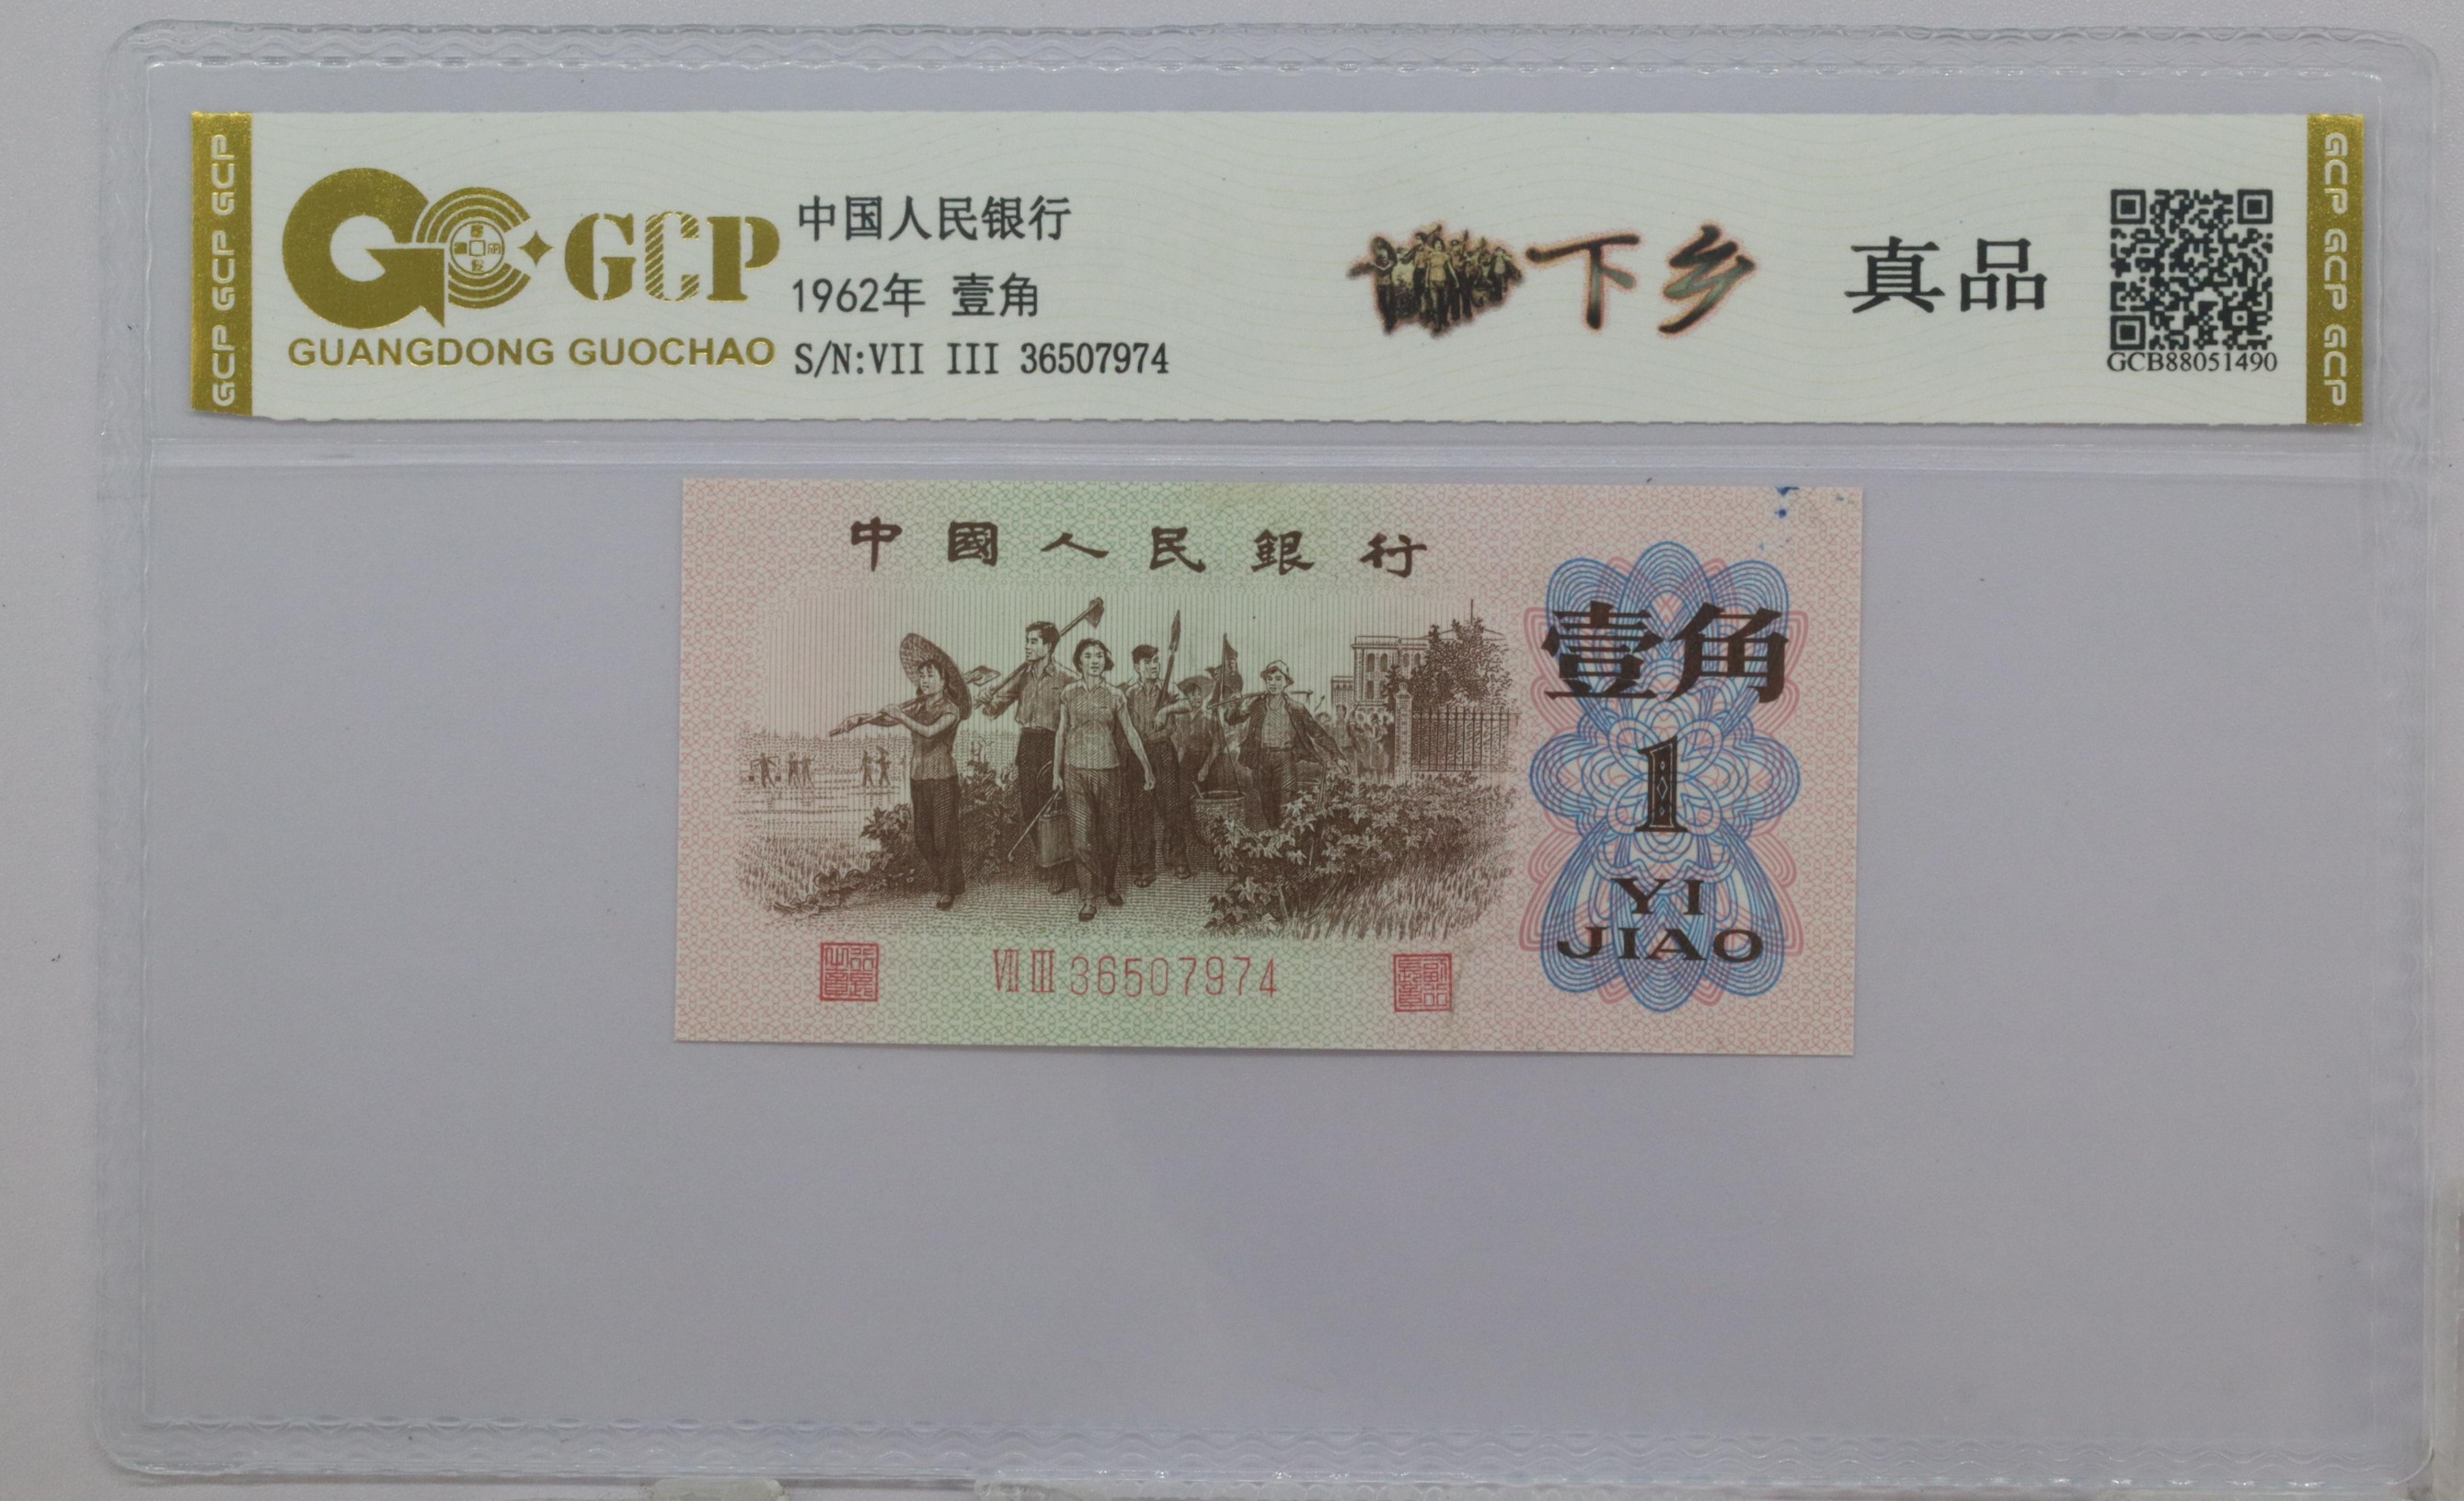 GCP GCP GCP
GCP
GUANGDONG GUOCHAO
中国人民银行
1962年 壹角
S/N:VII III 36507974
下乡
真品
GCB88051490
GCP GCP GCP
中國人民銀行
壹角
1
YI
JIAO
VII III 36507974